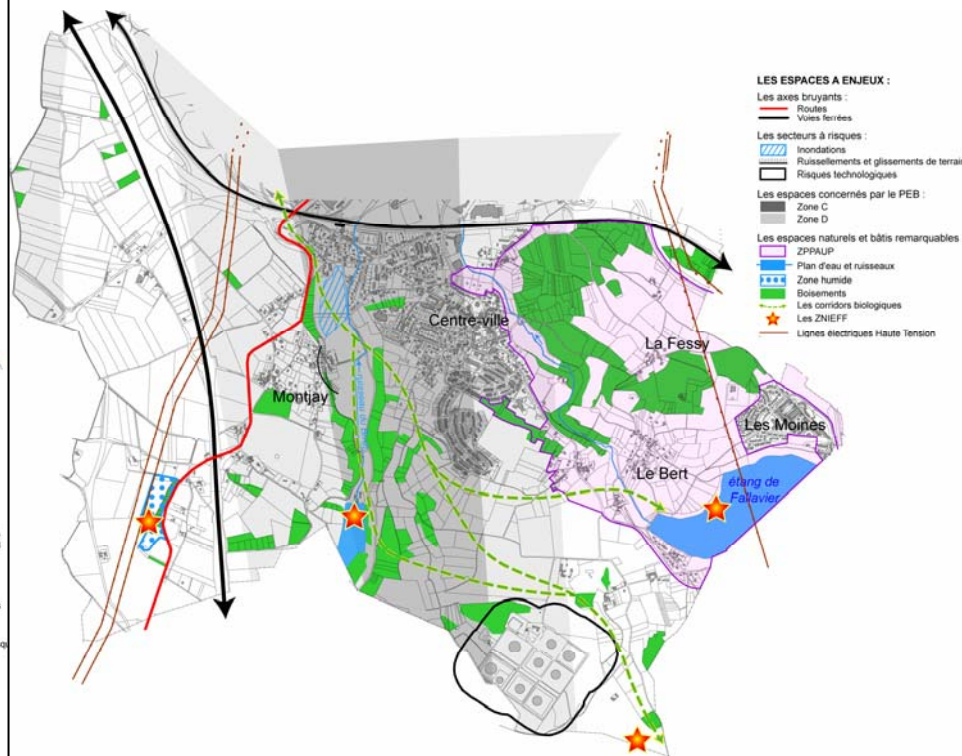 LES ESPACES A ENJEUX :
Les axes bruyants :
Routes
Voies ferrées
Les secteurs à risques :
Inondations
Ruissellements et glissements de terrain
Risques technologiques
Les espaces concernés par le PEB :
Zone C
Zone D
Les espaces naturels et bâtis remarquables
ZPPAUP
Plan d'eau et ruisseaux
Zone humide
Boisements
Les corridors biologiques
Les ZNIEFF
Lignes électriques Haute Tension
Centre-ville
La Fessy
Montjay
Les Moines
Le Bert
étang de
Fallavier